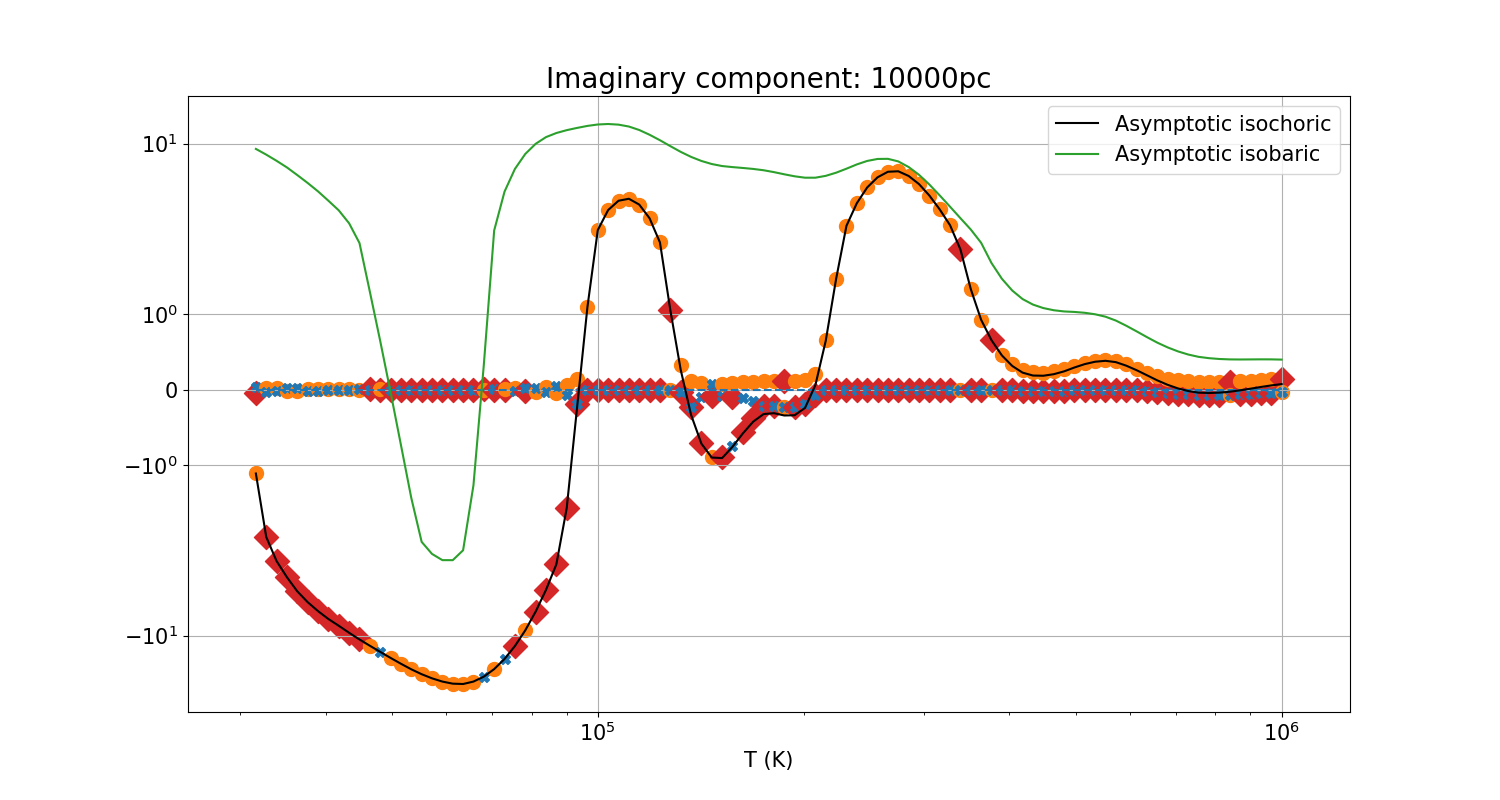 Imaginary component: 10000pc
Asymptotic isochoric
Asymptotic isobaric
10¹
10⁰
0
−10⁰
−10¹
10⁵
10⁶
T (K)